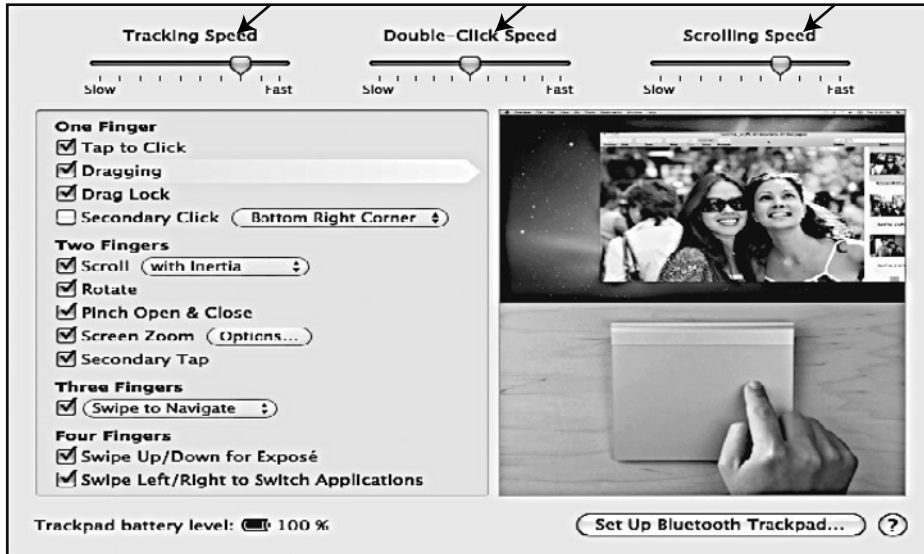 Tracking Speed
Double-Click Speed
Scrolling Speed
Slow
Fast
Slow
Fast
Slow
Fast
One Finger
Tap to Click
Dragging
Drag Lock
Secondary Click
Bottom Right Corner
Two Fingers
Scroll
with Inertia
Rotate
Pinch Open & Close
Screen Zoom
Options...
Secondary Tap
Three Fingers
Swipe to Navigate
Four Fingers
Swipe Up/Down for Exposé
Swipe Left/Right to Switch Applications
Trackpad battery level: 100 %
Set Up Bluetooth Trackpad...
?